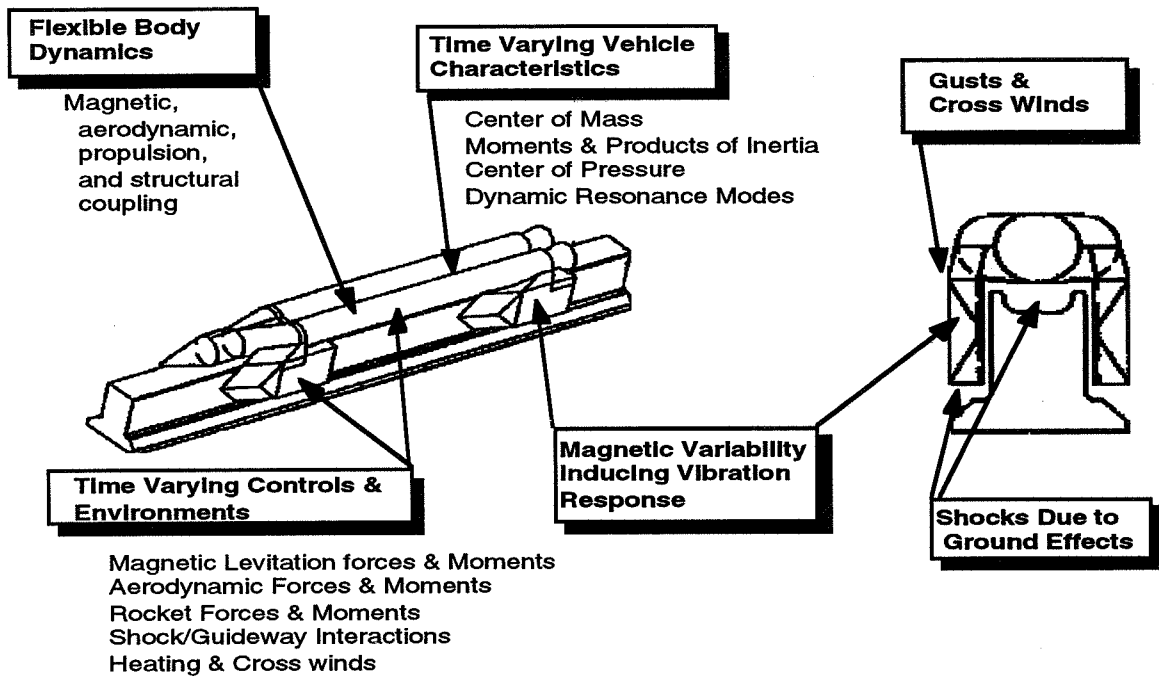 Flexible Body
Dynamics
Magnetic,
aerodynamic,
propulsion,
and structural
coupling
Time Varying Vehicle
Characteristics
Center of Mass
Moments & Products of Inertia
Center of Pressure
Dynamic Resonance Modes
Gusts &
Cross Winds
Time Varying Controls &
Environments
Magnetic Levitation forces & Moments
Aerodynamic Forces & Moments
Rocket Forces & Moments
Shock/Guideway Interactions
Heating & Cross winds
Magnetic Variability
Inducing Vibration
Response
Shocks Due to
Ground Effects